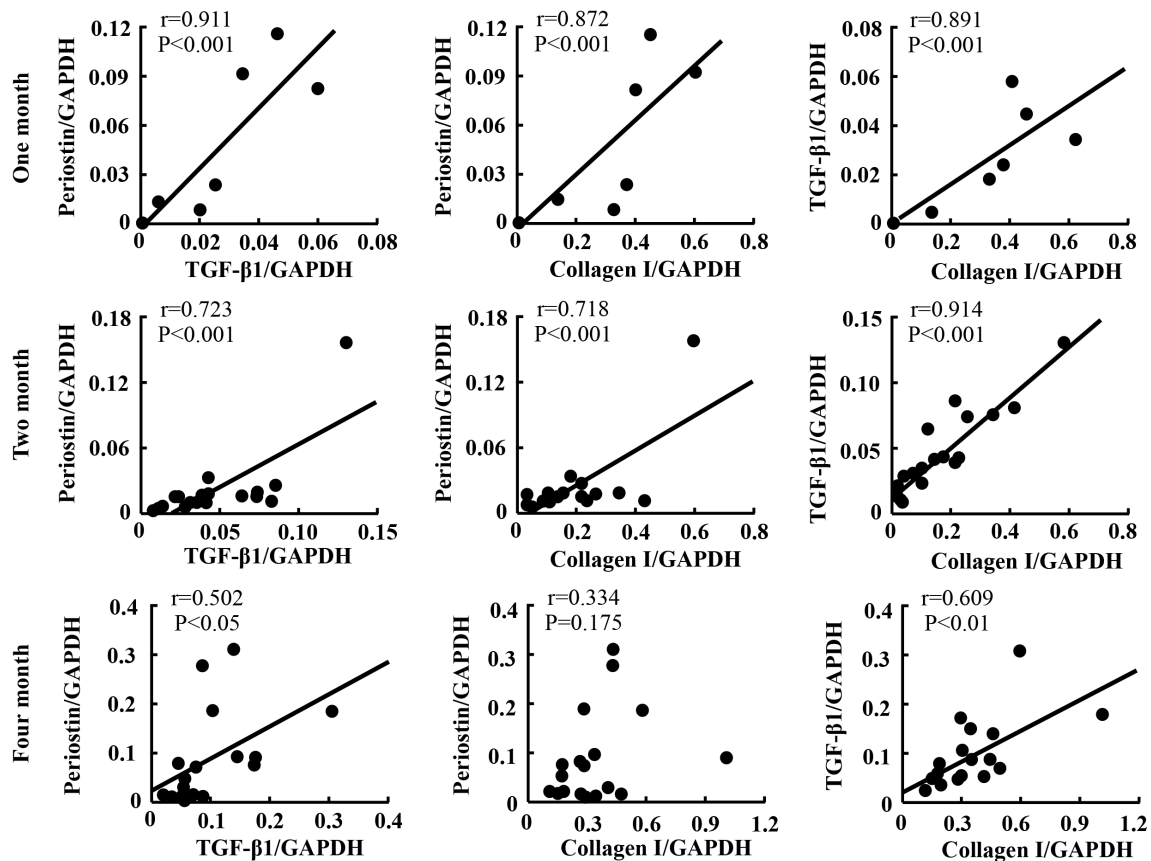 One month
r=0.911
P<0.001
Periostin/GAPDH
0.12
0.09
0.06
0.03
0
0 0.02 0.04 0.06 0.08
TGF-β1/GAPDH
r=0.872
P<0.001
Periostin/GAPDH
0.12
0.09
0.06
0.03
0
0 0.2 0.4 0.6 0.8
Collagen I/GAPDH
r=0.891
P<0.001
TGF-β1/GAPDH
0.08
0.06
0.04
0.02
0
0 0.2 0.4 0.6 0.8
Collagen I/GAPDH
Two month
r=0.723
P<0.001
Periostin/GAPDH
0.18
0.12
0.06
0
0 0.05 0.10 0.15
TGF-β1/GAPDH
r=0.718
P<0.001
Periostin/GAPDH
0.18
0.12
0.06
0
0 0.2 0.4 0.6 0.8
Collagen I/GAPDH
r=0.914
P<0.001
TGF-β1/GAPDH
0.15
0.10
0.05
0
0 0.2 0.4 0.6 0.8
Collagen I/GAPDH
Four month
r=0.502
P<0.05
Periostin/GAPDH
0.4
0.3
0.2
0.1
0
0 0.1 0.2 0.3 0.4
TGF-β1/GAPDH
r=0.334
P=0.175
Periostin/GAPDH
0.4
0.3
0.2
0.1
0
0 0.3 0.6 0.9 1.2
Collagen I/GAPDH
r=0.609
P<0.01
TGF-β1/GAPDH
0.4
0.3
0.2
0.1
0
0 0.3 0.6 0.9 1.2
Collagen I/GAPDH